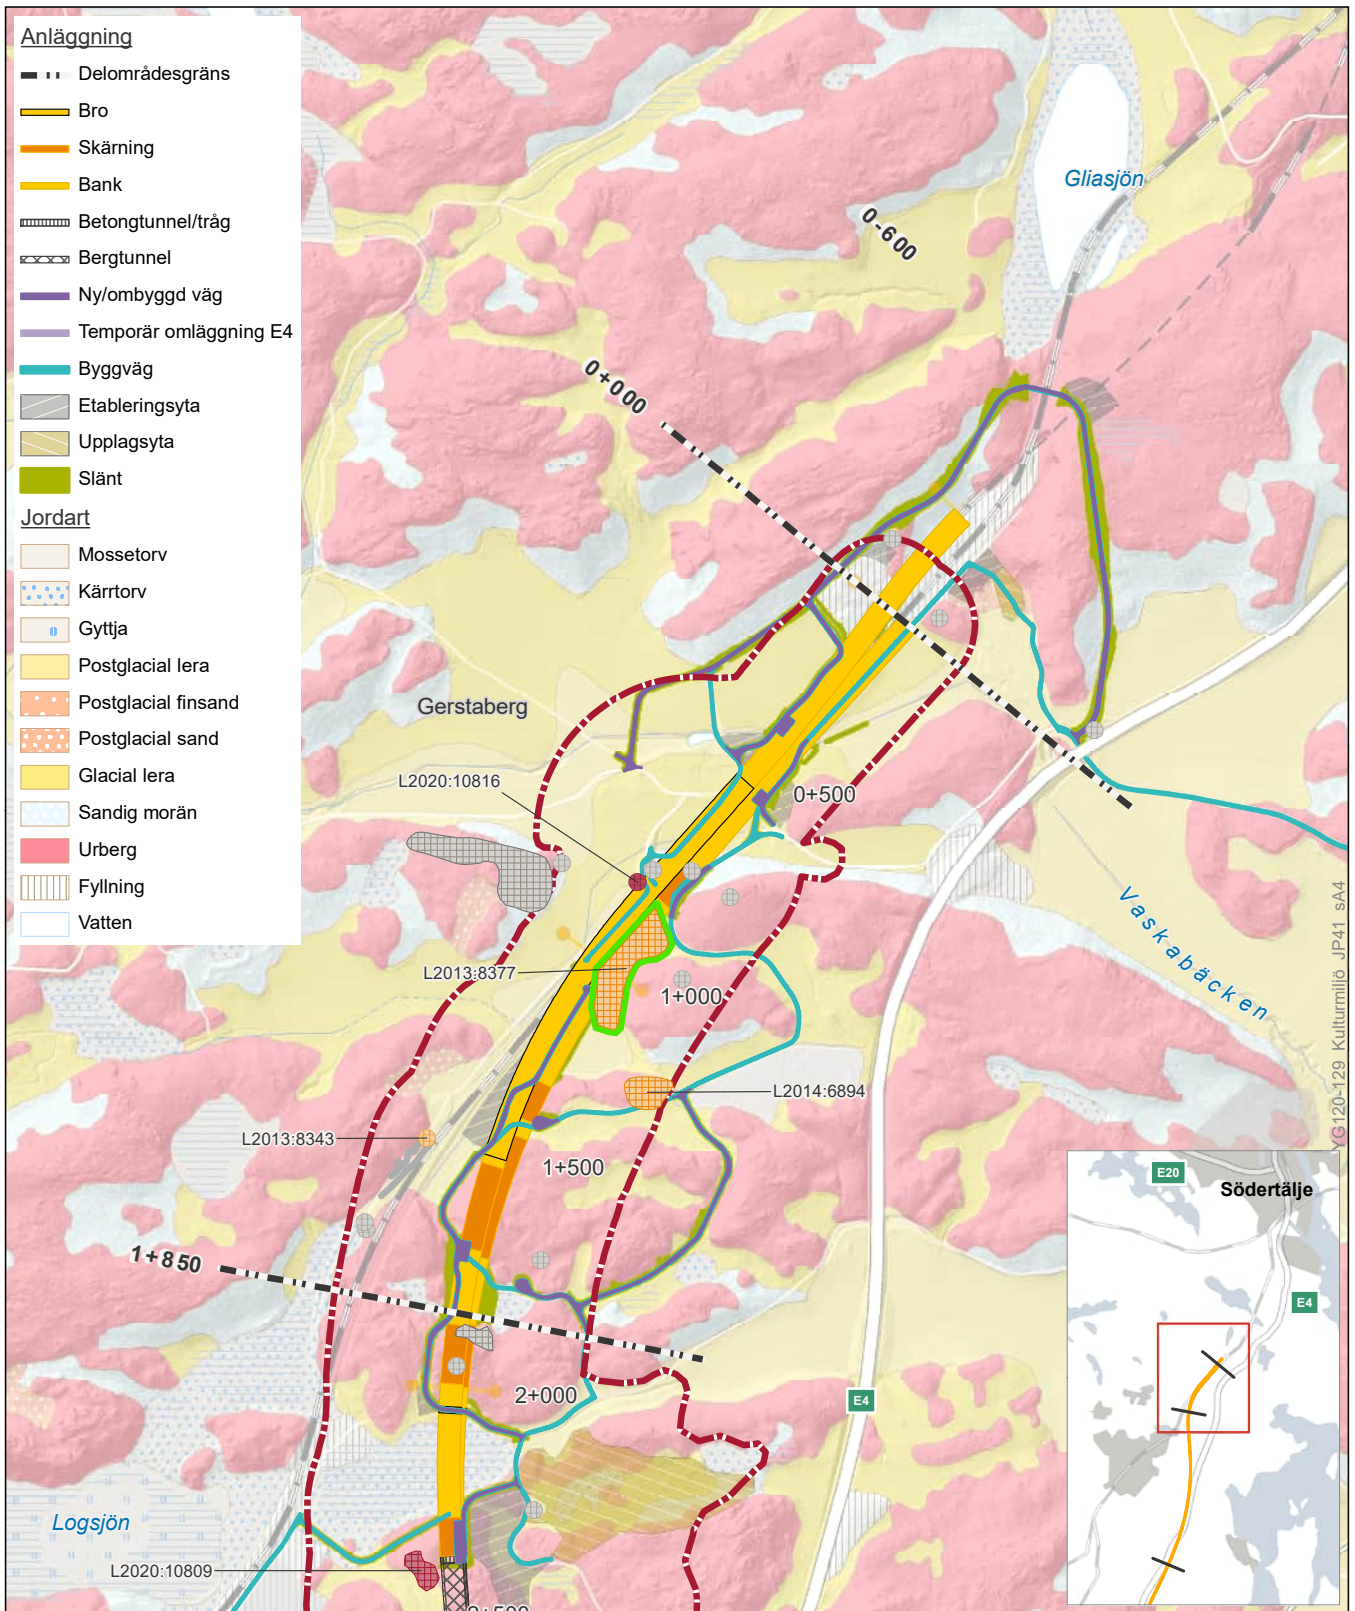 Anläggning
Delområdesgräns
Bro
Skärning
Bank
Betongtunnel/tråg
Bergtunnel
Ny/ombyggd väg
Temporär omläggning E4
Byggväg
Etableringsyta
Upplagsyta
Slänt
Jordart
Mossetorv
Kärrtorv
Gyttja
Postglacial lera
Postglacial finsand
Postglacial sand
Glacial lera
Sandig morän
Urberg
Fyllning
Vatten
Gliasjön
0-600
0+000
Gerstaberg
L2020:10816
0+500
L2013:8377
1+000
Vaskabäcken
L2014:6894
L2013:8343
1+500
1+850
2+000
E4
Logsjön
L2020:10809
YG120-129 Kulturmiljö JP41 sA4
E20
Södertälje
E4